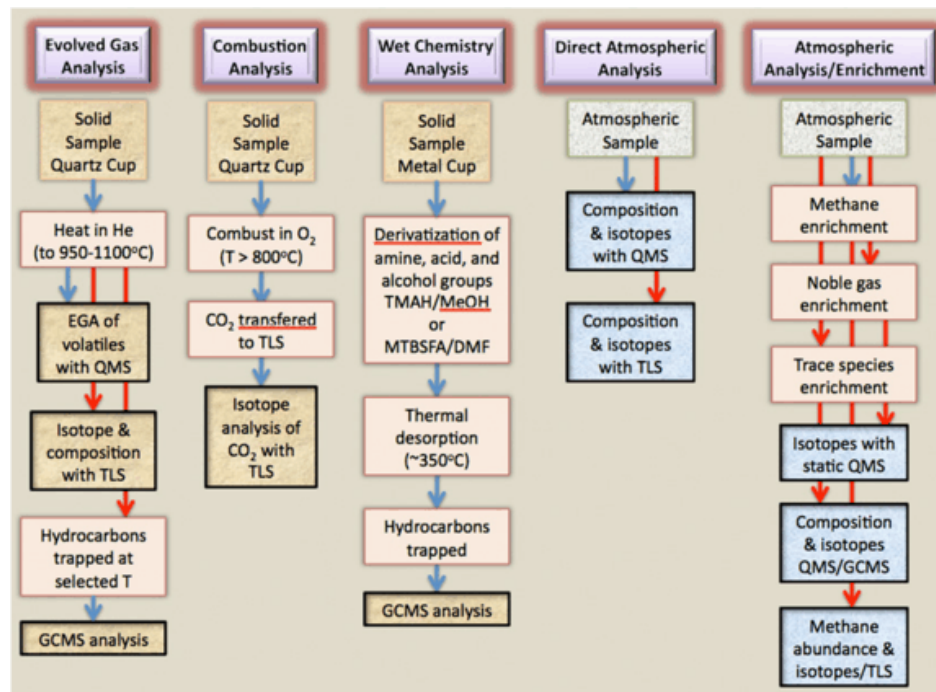 Evolved Gas
Analysis
Solid
Sample
Quartz Cup
Heat in He
(to 950-1100°C)
EGA of
volatiles
with QMS
Isotope &
composition
with TLS
Hydrocarbons
trapped at
selected T
GCMS analysis
Combustion
Analysis
Solid
Sample
Quartz Cup
Combust in O₂
(T > 800°C)
CO₂ transfered
to TLS
Isotope
analysis of
CO₂ with
TLS
Wet Chemistry
Analysis
Solid
Sample
Metal Cup
Derivatization of
amine, acid, and
alcohol groups
TMAH/MeOH
or
MTBSFA/DMF
Thermal
desorption
(~350°C)
Hydrocarbons
trapped
GCMS analysis
Direct Atmospheric
Analysis
Atmospheric
Sample
Composition
& isotopes
with QMS
Composition
& isotopes
with TLS
Atmospheric
Analysis/Enrichment
Atmospheric
Sample
Methane
enrichment
Noble gas
enrichment
Trace species
enrichment
Isotopes with
static QMS
Composition
& isotopes
QMS/GCMS
Methane
abundance &
isotopes/TLS